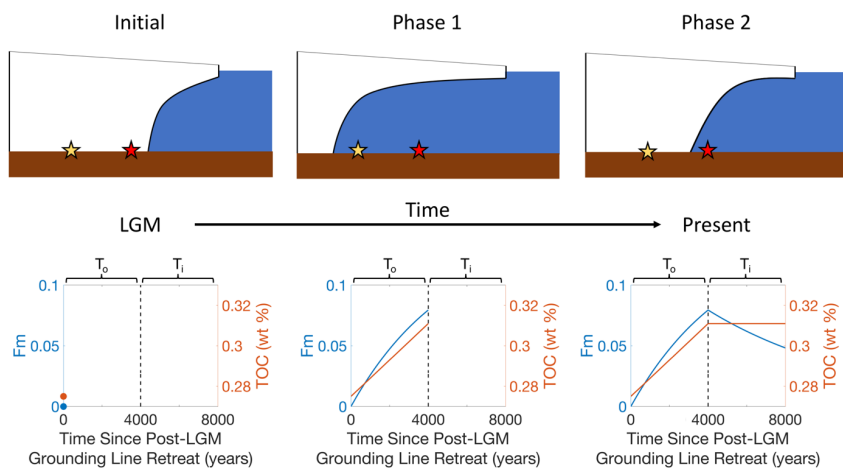 Initial
Phase 1
Phase 2
Time
LGM
Present
To
Ti
0.1
0.05
0
Fm
0.32
0.3
0.28
TOC (wt %)
0
4000
8000
Time Since Post-LGM
Grounding Line Retreat (years)
To
Ti
0.1
0.05
0
Fm
0.32
0.3
0.28
TOC (wt %)
0
4000
8000
Time Since Post-LGM
Grounding Line Retreat (years)
To
Ti
0.1
0.05
0
Fm
0.32
0.3
0.28
TOC (wt %)
0
4000
8000
Time Since Post-LGM
Grounding Line Retreat (years)